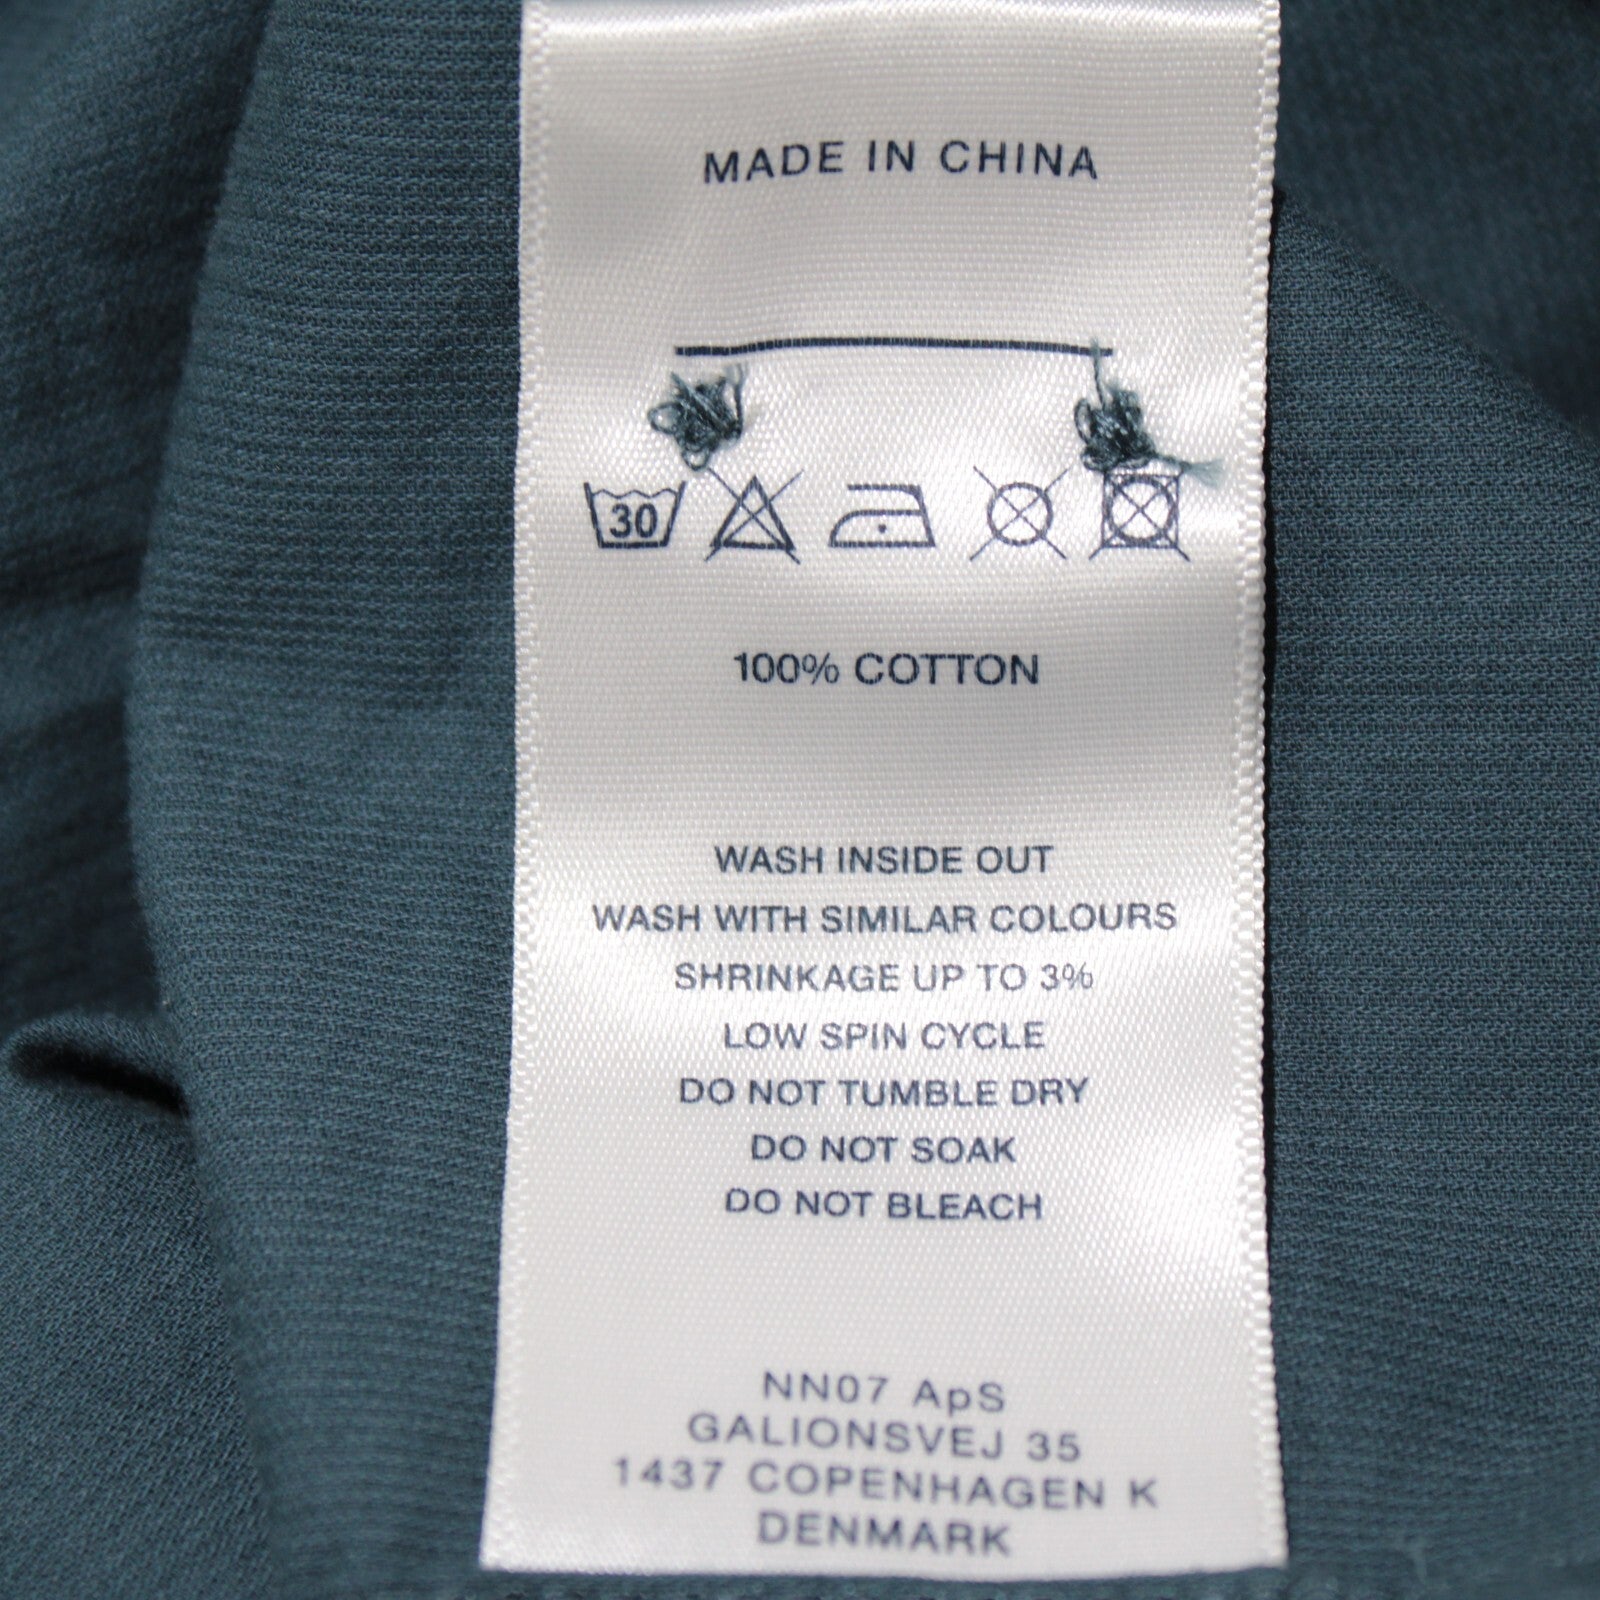 MADE IN CHINA
30
100% COTTON
WASH INSIDE OUT
WASH WITH SIMILAR COLOURS
SHRINKAGE UP TO 3%
LOW SPIN CYCLE
DO NOT TUMBLE DRY
DO NOT SOAK
DO NOT BLEACH
NN07 ApS
GALIONSVEJ 35
1437 COPENHAGEN K
DENMARK